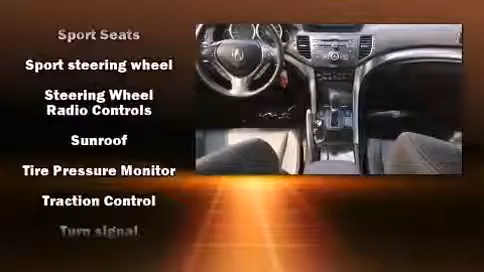 Sport Seats
Sport steering wheel
Steering Wheel
Radio Controls
Sunroof
Tire Pressure Monitor
Traction Control
Turn signal